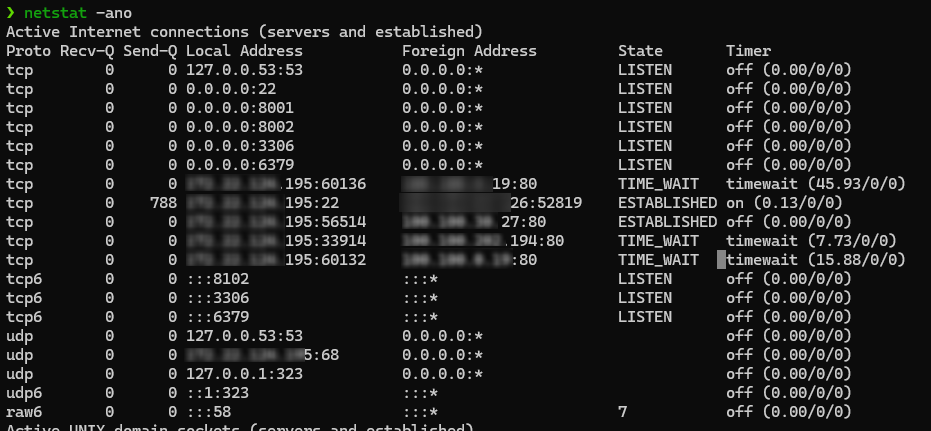 ❯ netstat -ano
Active Internet connections (servers and established)
Proto Recv-Q Send-Q Local Address           Foreign Address         State       Timer
tcp        0      0 127.0.0.53:53           0.0.0.0:*               LISTEN      off (0.00/0/0)
tcp        0      0 0.0.0.0:22              0.0.0.0:*               LISTEN      off (0.00/0/0)
tcp        0      0 0.0.0.0:8001            0.0.0.0:*               LISTEN      off (0.00/0/0)
tcp        0      0 0.0.0.0:8002            0.0.0.0:*               LISTEN      off (0.00/0/0)
tcp        0      0 0.0.0.0:3306            0.0.0.0:*               LISTEN      off (0.00/0/0)
tcp        0      0 0.0.0.0:6379            0.0.0.0:*               LISTEN      off (0.00/0/0)
tcp        0      0 .195:60136    19:80    TIME_WAIT   timewait (45.93/0/0)
tcp        0    788 195:22    26:52819    ESTABLISHED on (0.13/0/0)
tcp        0      0 195:56514    .27:80    ESTABLISHED off (0.00/0/0)
tcp        0      0 195:33914    .194:80    TIME_WAIT   timewait (7.73/0/0)
tcp        0      0 195:60132    :80    TIME_WAIT   timewait (15.88/0/0)
tcp6       0      0 :::8102                 :::*                    LISTEN      off (0.00/0/0)
tcp6       0      0 :::3306                 :::*                    LISTEN      off (0.00/0/0)
tcp6       0      0 :::6379                 :::*                    LISTEN      off (0.00/0/0)
udp        0      0 127.0.0.53:53           0.0.0.0:*                           off (0.00/0/0)
udp        0      0 5:68    0.0.0.0:*                           off (0.00/0/0)
udp        0      0 127.0.0.1:323           0.0.0.0:*                           off (0.00/0/0)
udp6       0      0 ::1:323                 :::*                                off (0.00/0/0)
raw6       0      0 :::58                   :::*                    7           off (0.00/0/0)
Active UNIX domain sockets (servers and established)